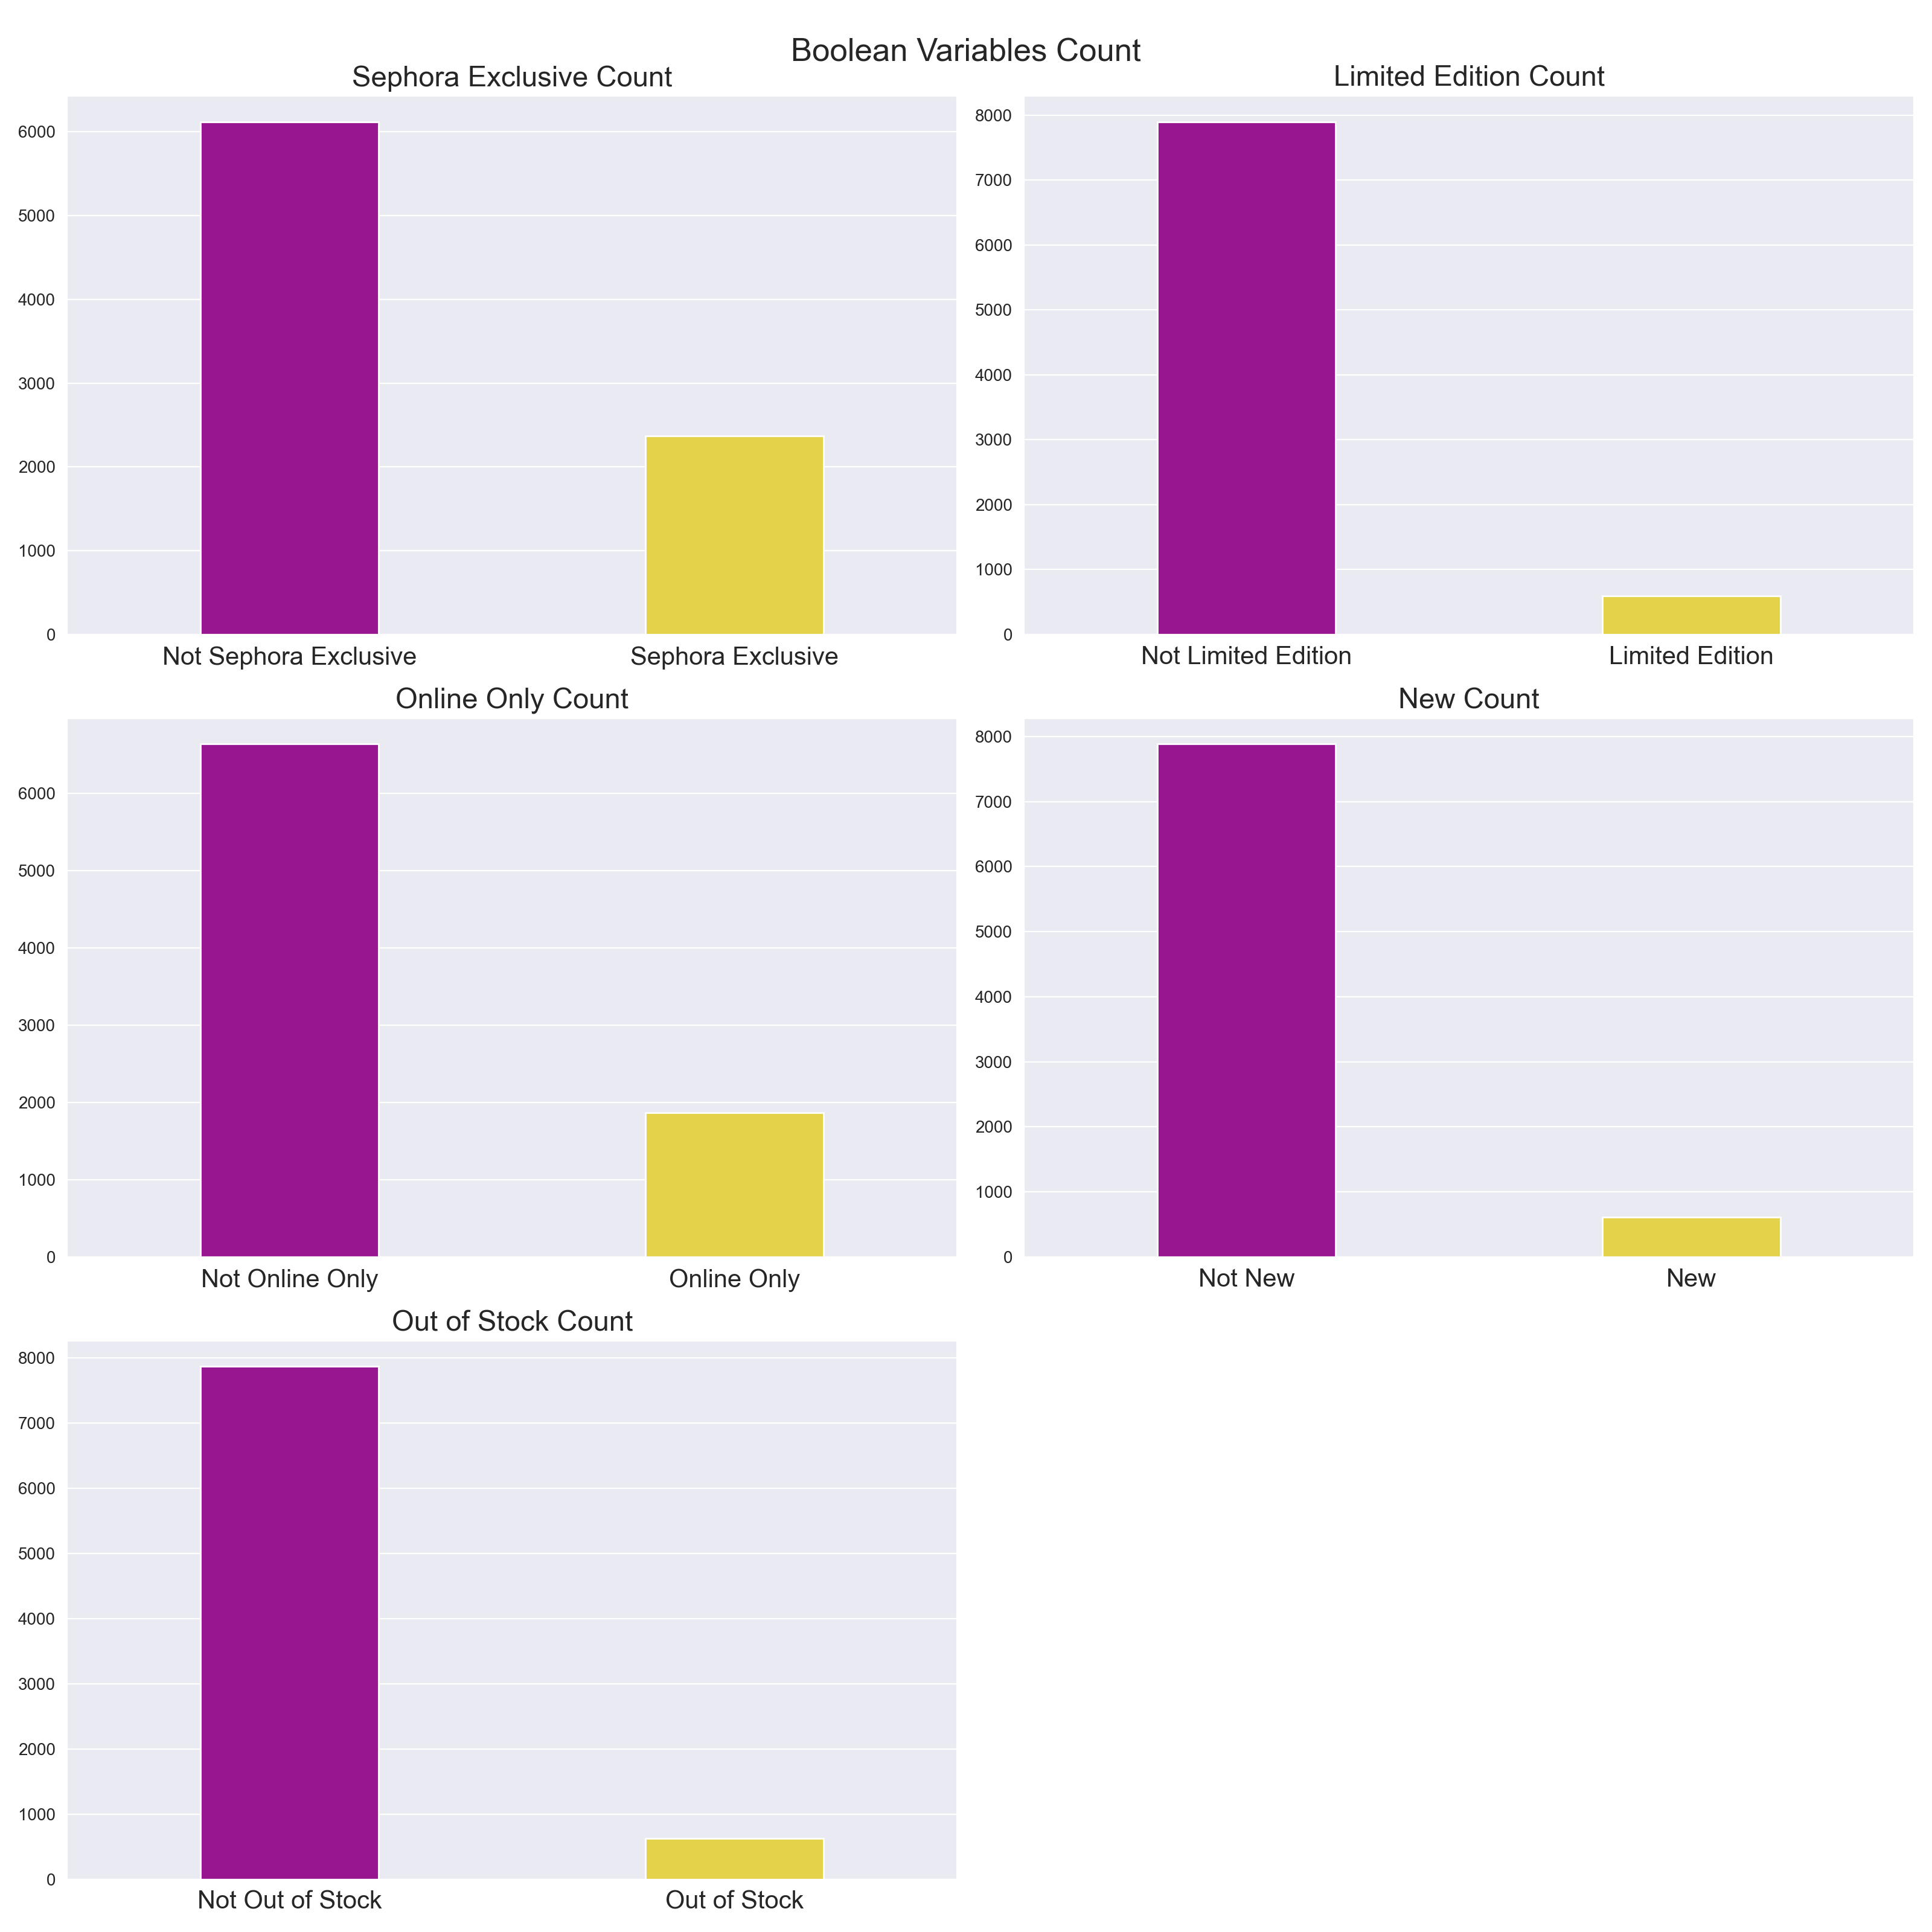 Boolean Variables Count
Sephora Exclusive Count
6000
5000
4000
3000
2000
1000
0
Not Sephora Exclusive
Sephora Exclusive
Limited Edition Count
8000
7000
6000
5000
4000
3000
2000
1000
0
Not Limited Edition
Limited Edition
Online Only Count
6000
5000
4000
3000
2000
1000
0
Not Online Only
Online Only
New Count
8000
7000
6000
5000
4000
3000
2000
1000
0
Not New
New
Out of Stock Count
8000
7000
6000
5000
4000
3000
2000
1000
0
Not Out of Stock
Out of Stock